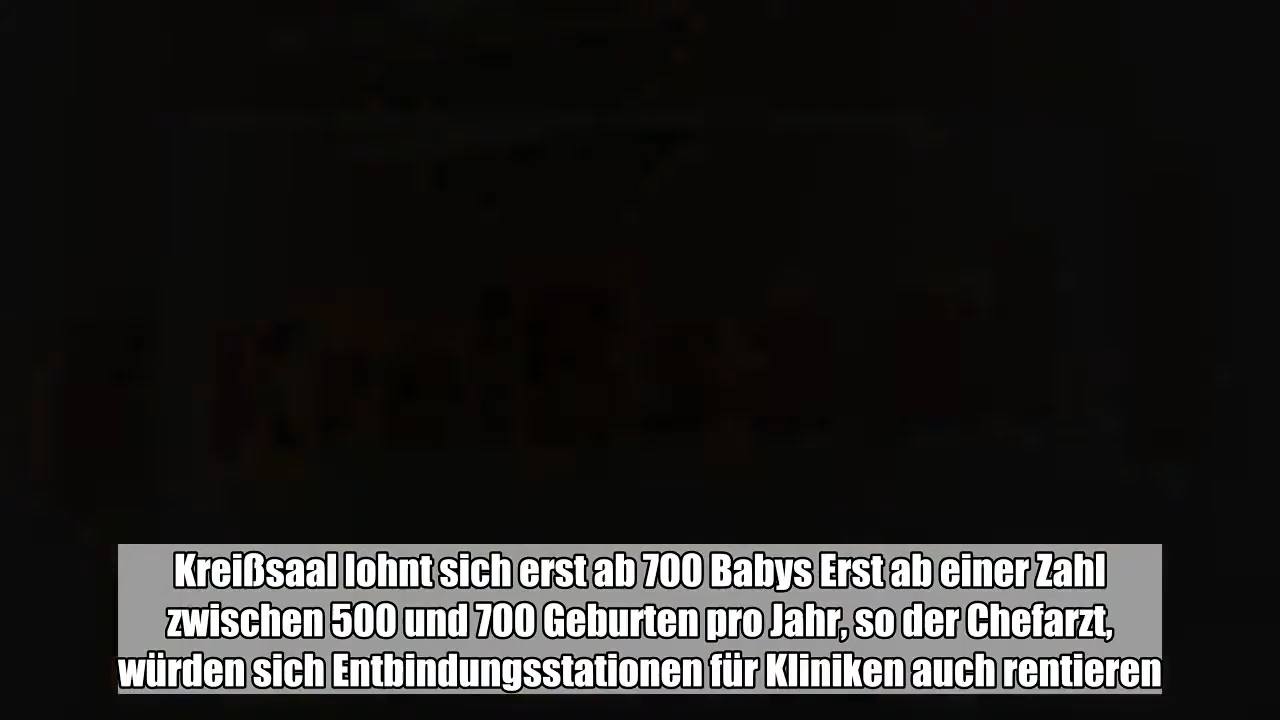 Kreißsaal lohnt sich erst ab 700 Babys Erst ab einer Zahl
zwischen 500 und 700 Geburten pro Jahr, so der Chefarzt,
würden sich Entbindungsstationen für Kliniken auch rentieren